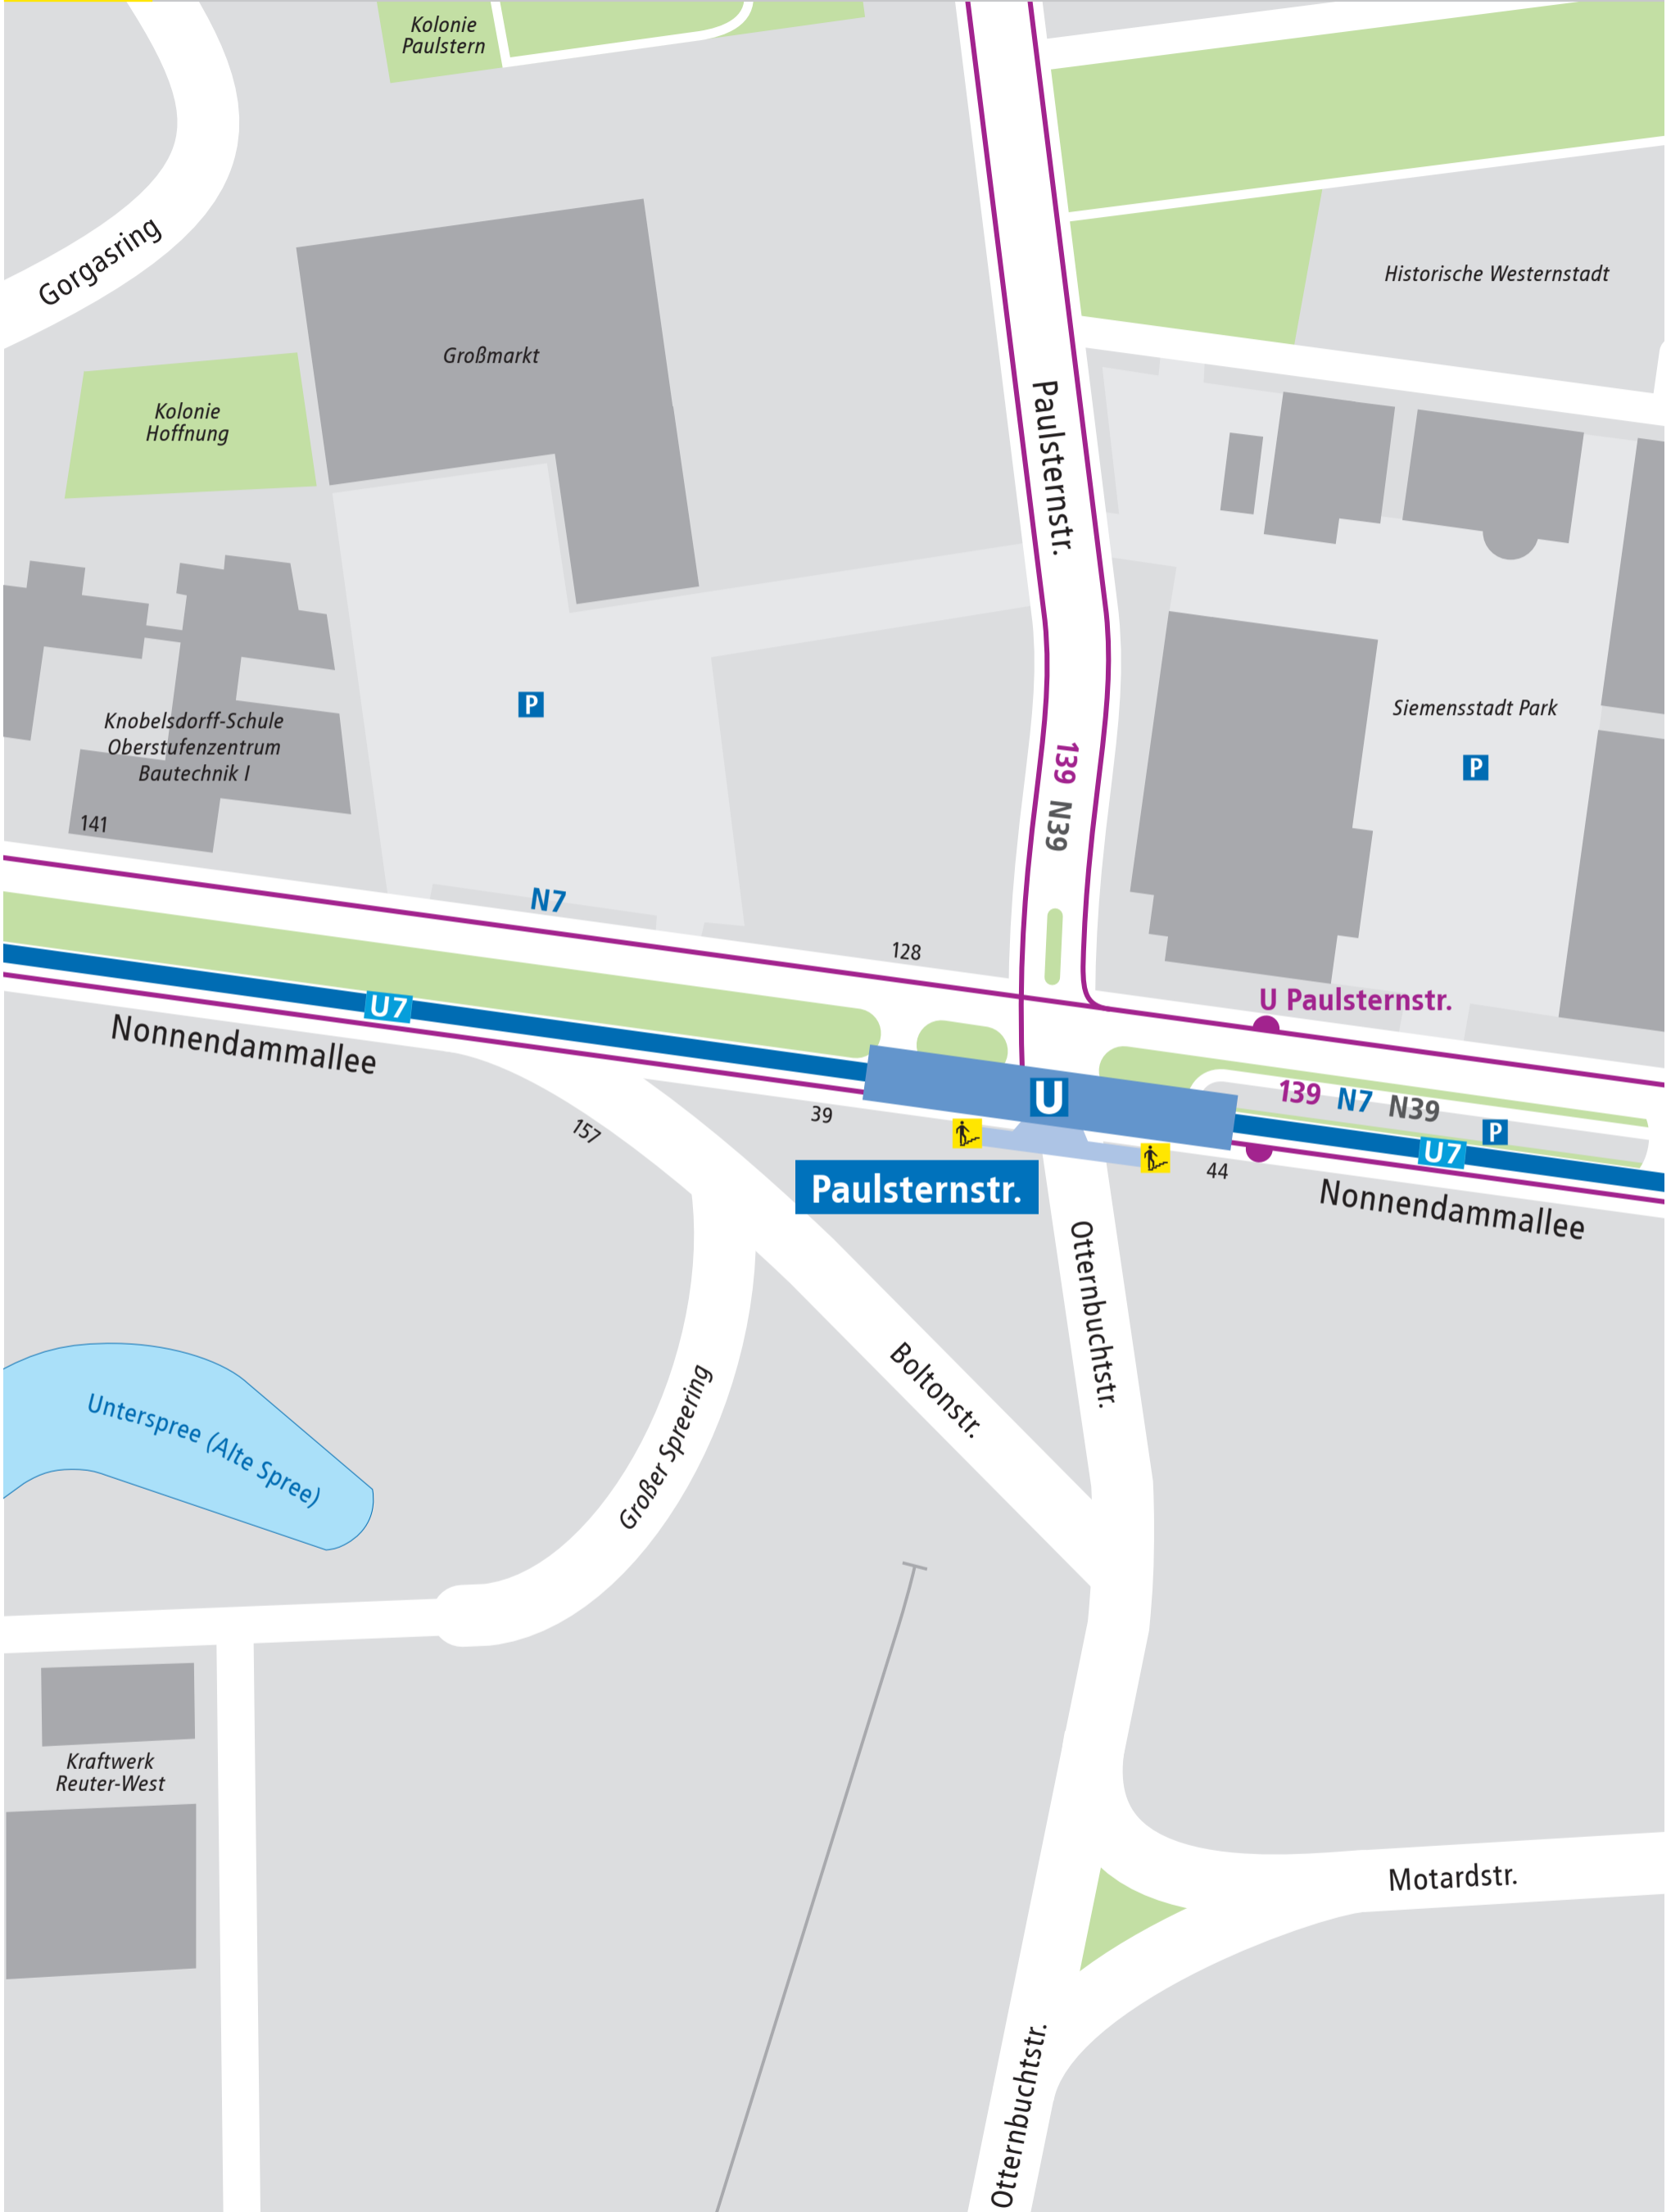 Kolonie
Paulstern
Gorgasring
Historische Westernstadt
Großmarkt
Kolonie
Hoffnung
Paulsternstr.
P
Siemensstadt Park
P
Knobelsdorff-Schule
Oberstufenzentrum
Bautechnik I
141
139 N39
N7
128
U Paulsternstr.
U7
Nonnendammallee
U
139 N7 N39
P
U7
39
157
44
Paulsternstr.
Nonnendammallee
Otternbuchtstr.
Boltonstr.
Großer Spreering
Unterspree (Alte Spree)
Kraftwerk
Reuter-West
Motardstr.
Otternbuchtstr.